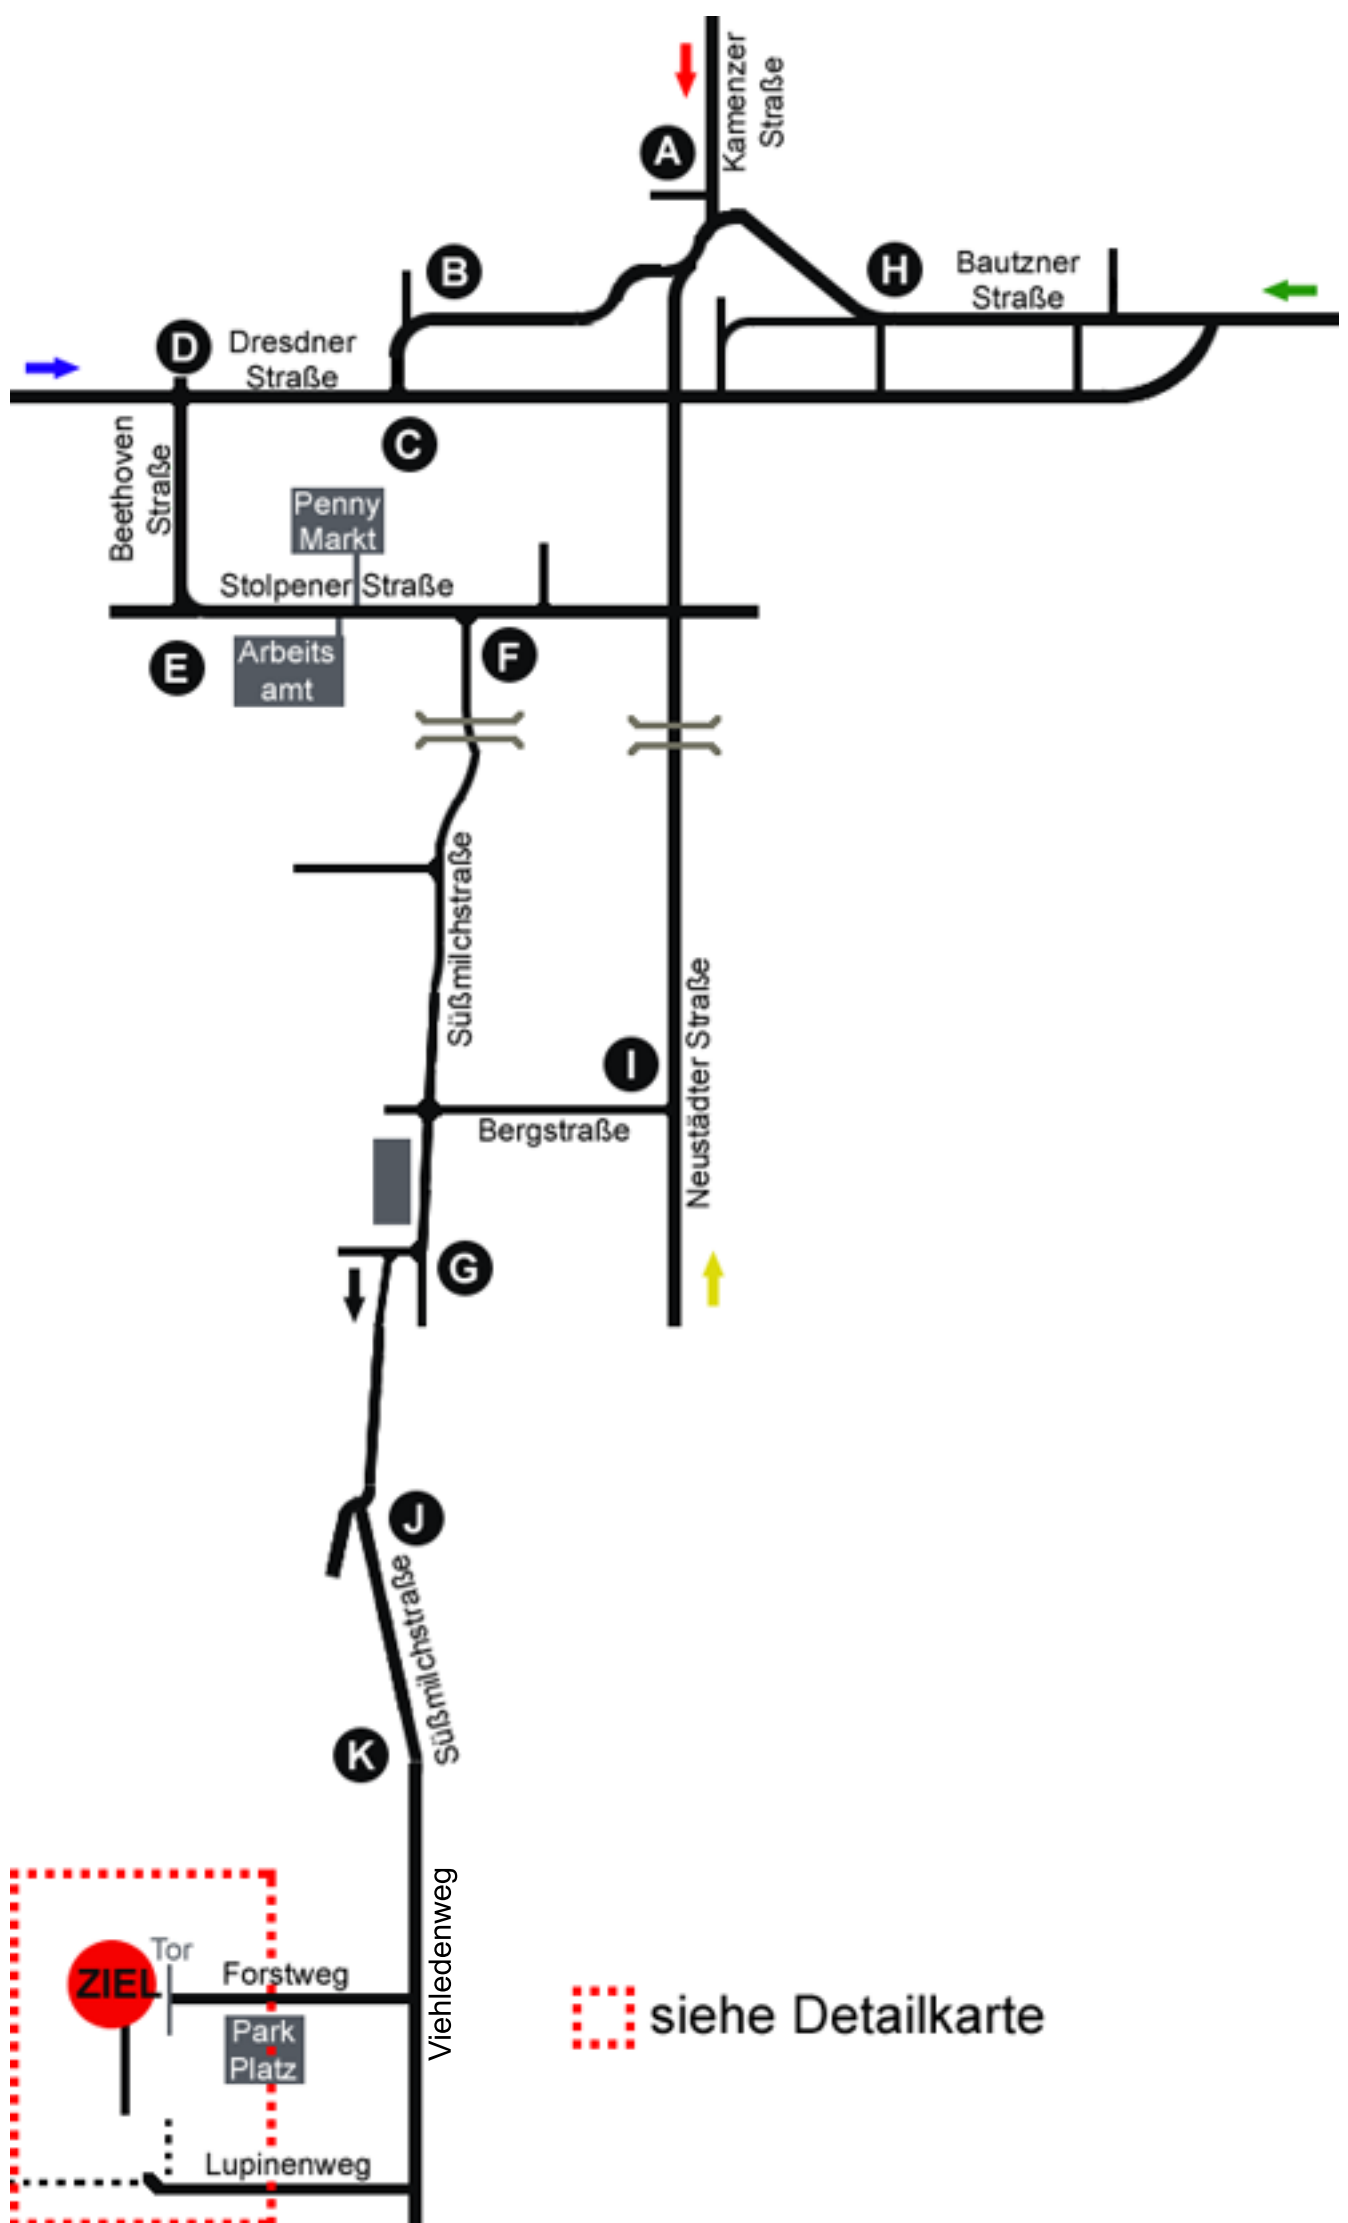 Kamenzer
Straße
A
B
H
Bautzner
Straße
D
Dresdner
Straße
C
Beethoven
Straße
Penny
Markt
Stolpener Straße
E
Arbeits
amt
F
Süßmilchstraße
I
Neustädter Straße
Bergstraße
G
J
Süßmilchstraße
K
Viehledenweg
Tor
ZIEL
Forstweg
Park
Platz
siehe Detailkarte
Lupinenweg